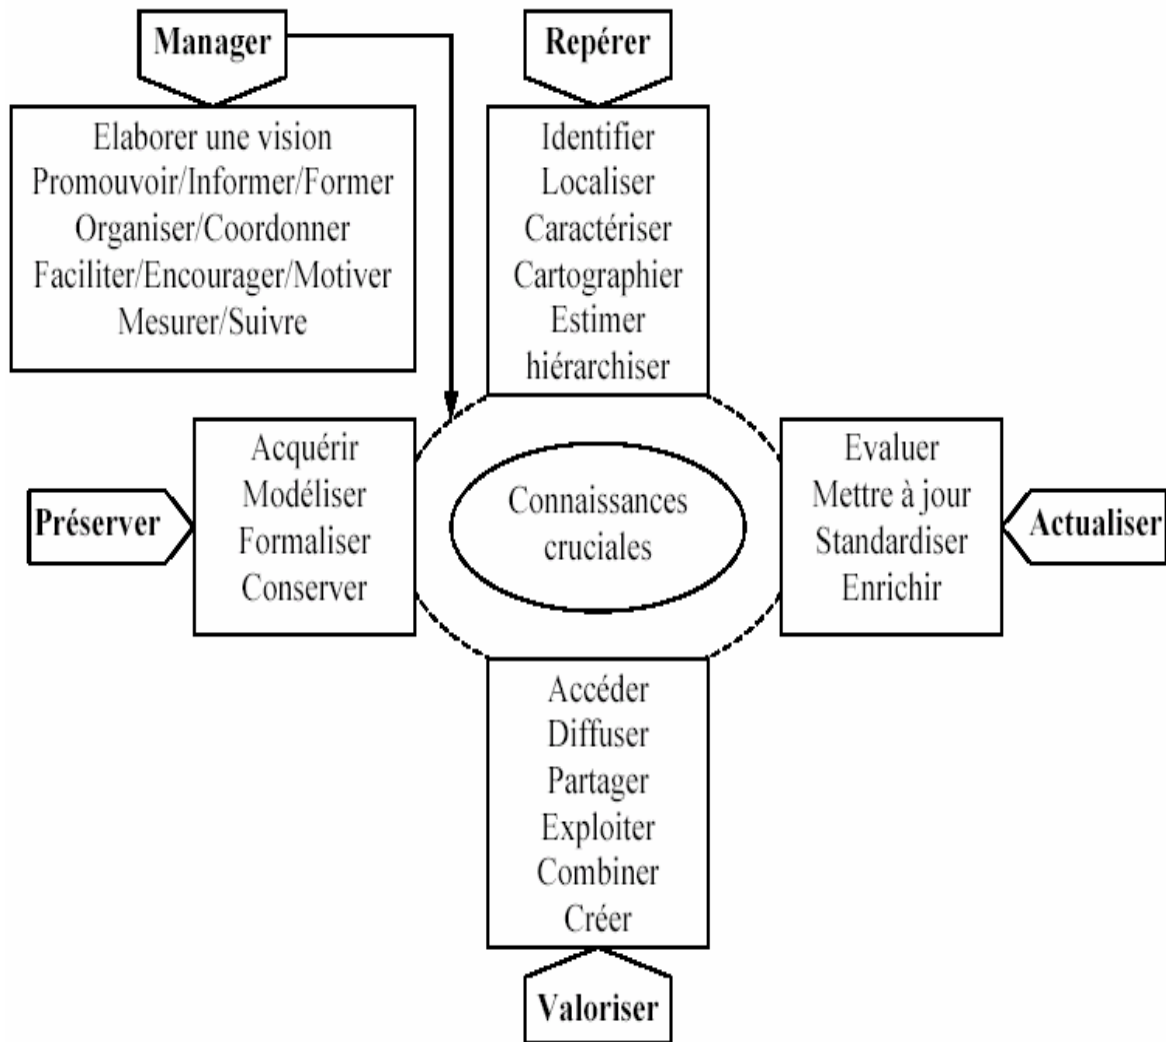 Manager
Elaborer une vision
Promouvoir/Informer/Former
Organiser/Coordonner
Faciliter/Encourager/Motiver
Mesurer/Suivre
Repérer
Identifier
Localiser
Caractériser
Cartographier
Estimer
hiérarchiser
Préserver
Acquérir
Modéliser
Formaliser
Conserver
Connaissances
cruciales
Evaluer
Mettre à jour
Standardiser
Enrichir
Actualiser
Accéder
Diffuser
Partager
Exploiter
Combiner
Créer
Valoriser